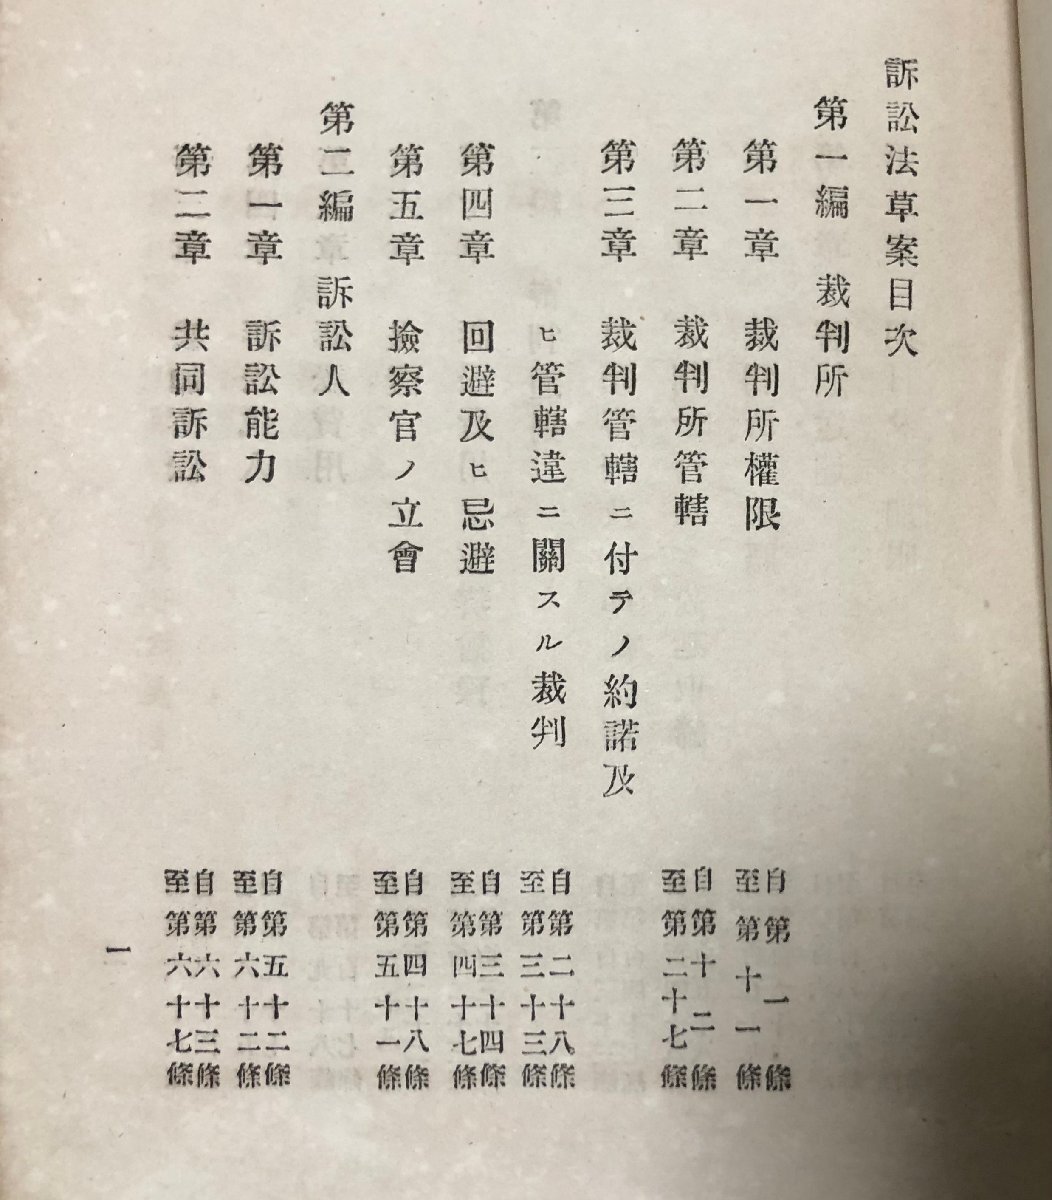 訴訟法草案目次
第一編 裁判所
第一章 裁判所權限 自第一條
至第十一條
第二章 裁判所管轄 自第十二條
至第二十七條
第三章 裁判管轄ニ付テノ約諾及
ヒ管轄違ニ關スル裁判 自第二十八條
至第三十三條
第四章 回避及ヒ忌避 自第三十四條
至第四十七條
第五章 撿察官ノ立會 自第四十八條
至第五十一條
第二編 訴訟人
第一章 訴訟能力 自第五十二條
至第六十二條
第二章 共同訴訟 自第六十三條
至第六十七條
一